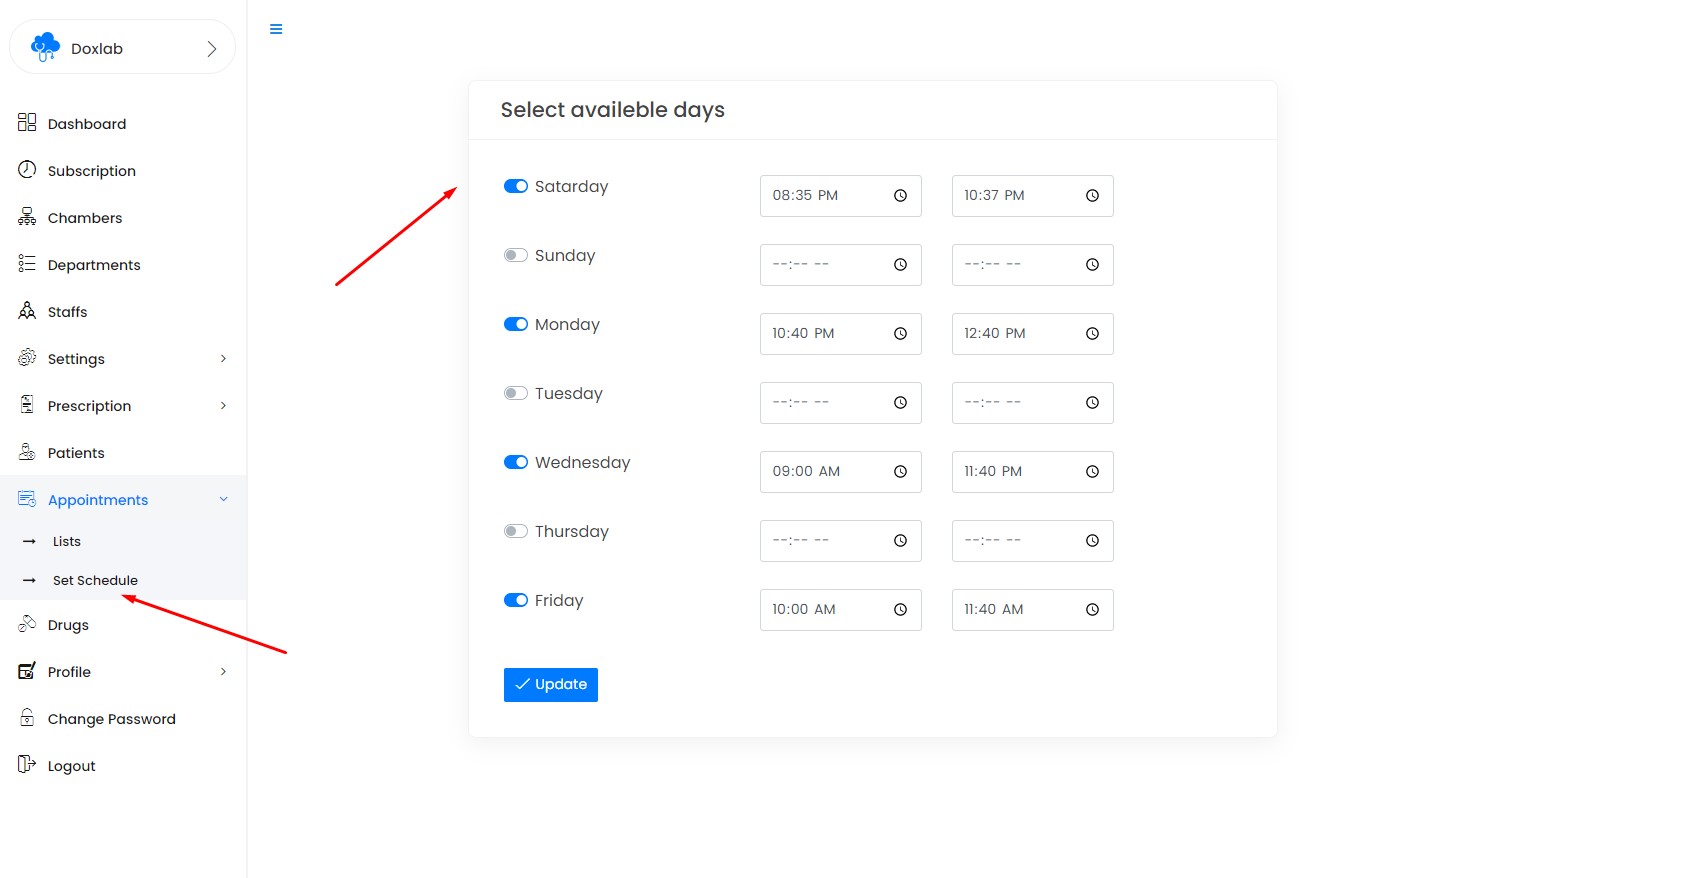 Doxlab
Dashboard
Subscription
Chambers
Departments
Staffs
Settings
Prescription
Patients
Appointments
Lists
Set Schedule
Drugs
Profile
Change Password
Logout
Select availeble days
Satarday 08:35 PM 10:37 PM
Sunday --:-- -- --:-- --
Monday 10:40 PM 12:40 PM
Tuesday --:-- -- --:-- --
Wednesday 09:00 AM 11:40 PM
Thursday --:-- -- --:-- --
Friday 10:00 AM 11:40 AM
Update